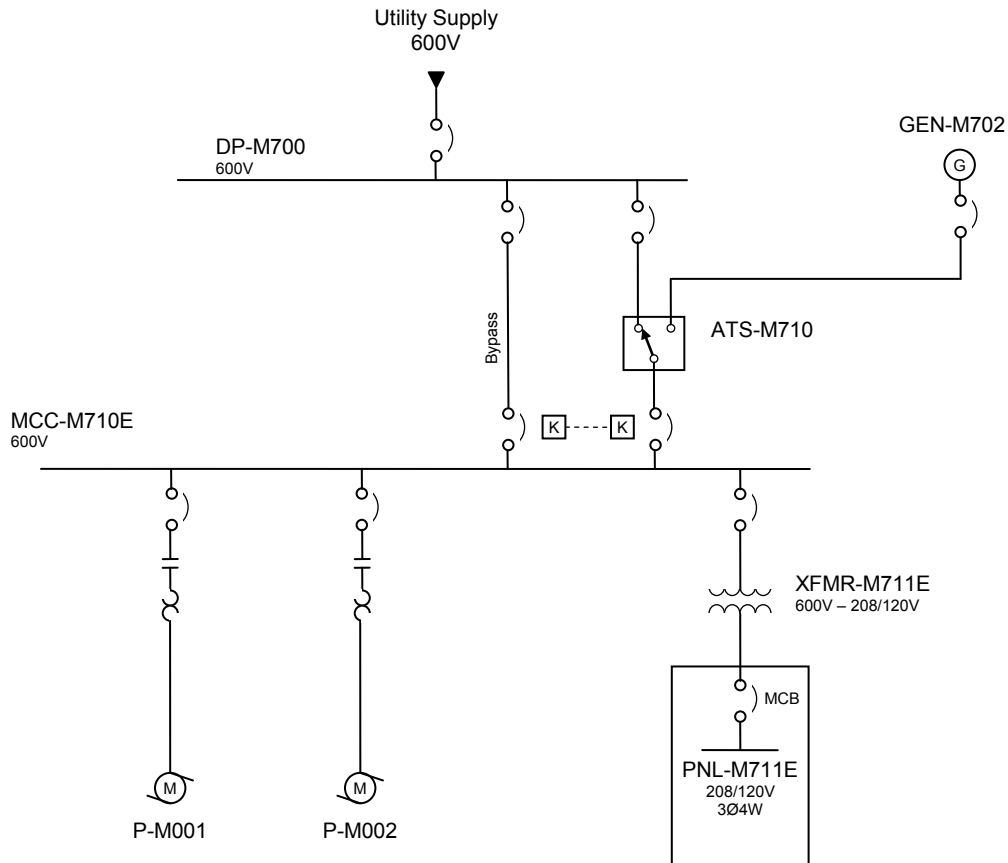 Utility Supply
600V
GEN-M702
DP-M700
600V
G
ATS-M710
Bypass
MCC-M710E
600V
K
K
XFMR-M711E
600V – 208/120V
MCB
PNL-M711E
208/120V
3Ø4W
M
M
P-M001
P-M002